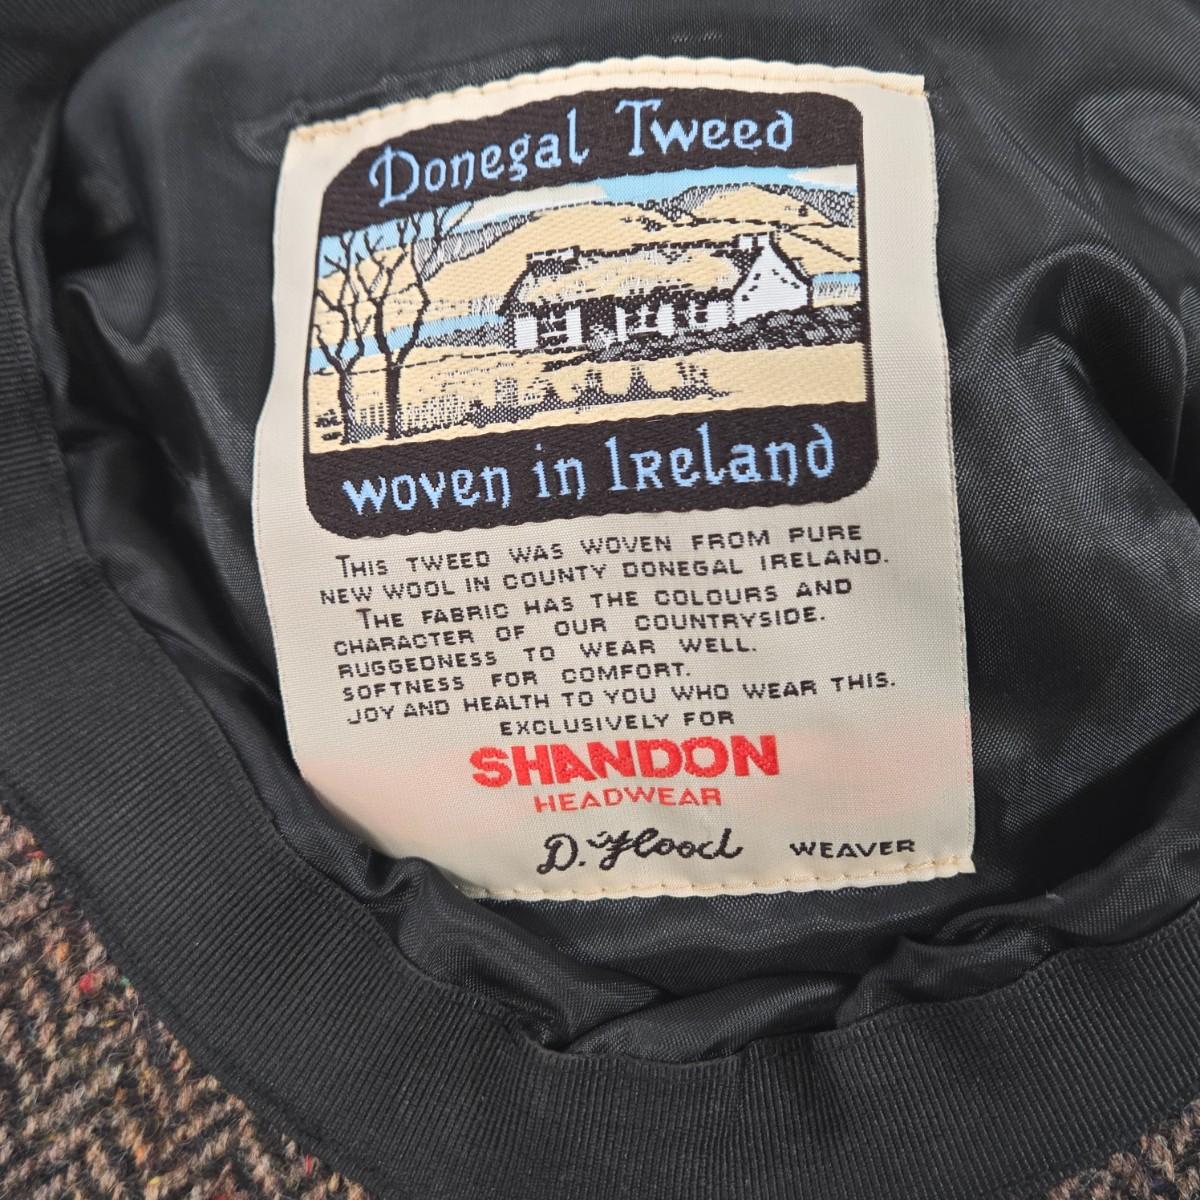 Donegal Tweed
woven in Ireland
THIS TWEED WAS WOVEN FROM PURE
NEW WOOL IN COUNTY DONEGAL IRELAND.
THE FABRIC HAS THE COLOURS AND
CHARACTER OF OUR COUNTRYSIDE.
RUGGEDNESS TO WEAR WELL.
SOFTNESS FOR COMFORT.
JOY AND HEALTH TO YOU WHO WEAR THIS.
EXCLUSIVELY FOR
SHANDON
HEADWEAR
D. Flood WEAVER